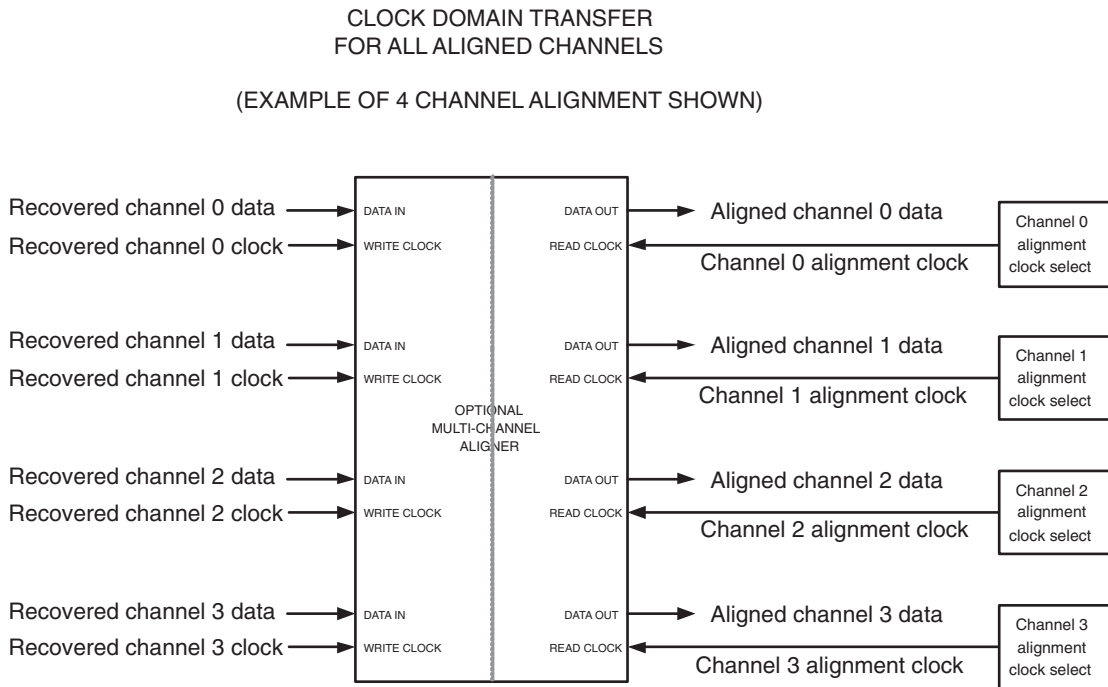 CLOCK DOMAIN TRANSFER
FOR ALL ALIGNED CHANNELS
(EXAMPLE OF 4 CHANNEL ALIGNMENT SHOWN)
Recovered channel 0 data
DATA IN
DATA OUT
Aligned channel 0 data
Recovered channel 0 clock
WRITE CLOCK
READ CLOCK
Channel 0 alignment clock
Channel 0
alignment
clock select
Recovered channel 1 data
DATA IN
DATA OUT
Aligned channel 1 data
Recovered channel 1 clock
WRITE CLOCK
READ CLOCK
Channel 1 alignment clock
Channel 1
alignment
clock select
OPTIONAL
MULTI-CHANNEL
ALIGNER
Recovered channel 2 data
DATA IN
DATA OUT
Aligned channel 2 data
Recovered channel 2 clock
WRITE CLOCK
READ CLOCK
Channel 2 alignment clock
Channel 2
alignment
clock select
Recovered channel 3 data
DATA IN
DATA OUT
Aligned channel 3 data
Recovered channel 3 clock
WRITE CLOCK
READ CLOCK
Channel 3 alignment clock
Channel 3
alignment
clock select